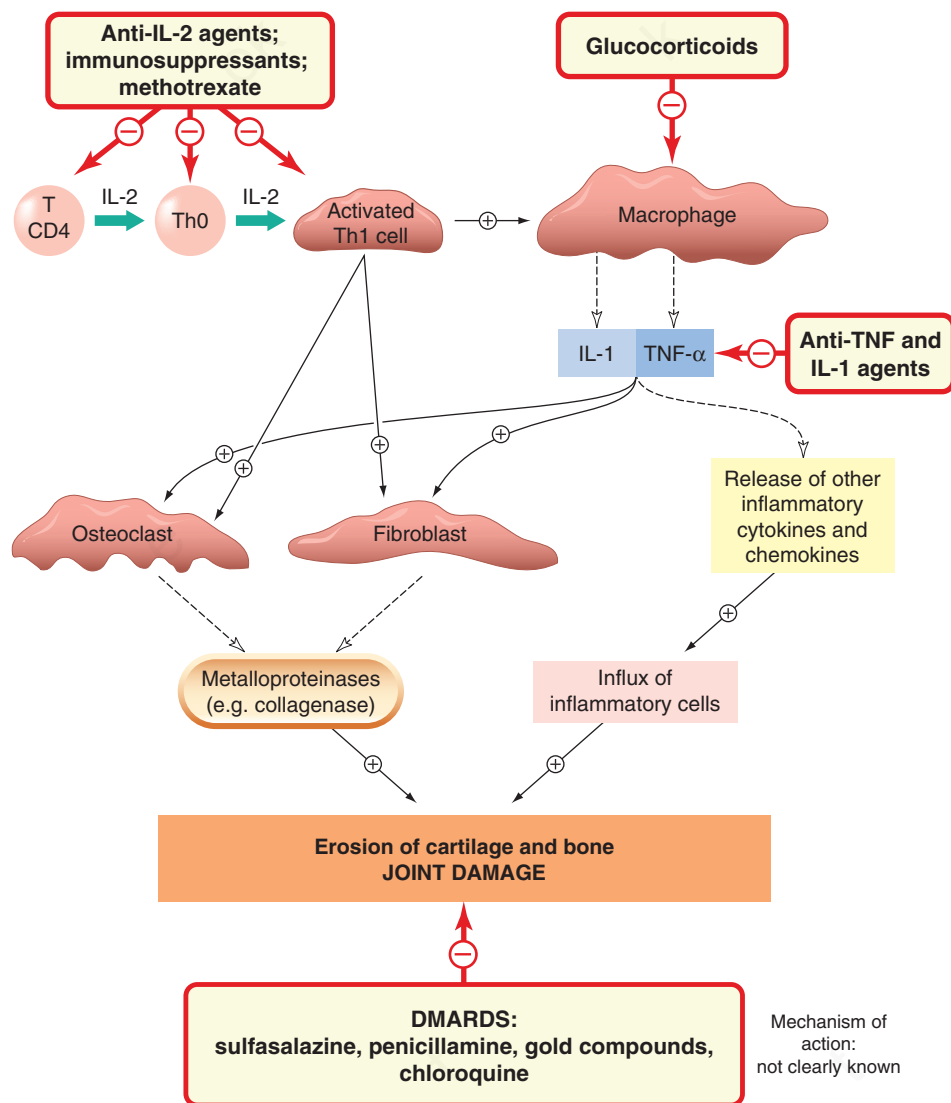 Anti-IL-2 agents;
immunosuppressants;
methotrexate
Glucocorticoids
T
CD4
IL-2
Th0
IL-2
Activated
Th1 cell
Macrophage
IL-1
TNF-α
Anti-TNF and
IL-1 agents
Osteoclast
Fibroblast
Release of other
inflammatory
cytokines and
chemokines
Metalloproteinases
(e.g. collagenase)
Influx of
inflammatory cells
Erosion of cartilage and bone
JOINT DAMAGE
DMARDS:
sulfasalazine, penicillamine, gold compounds,
chloroquine
Mechanism of
action:
not clearly known